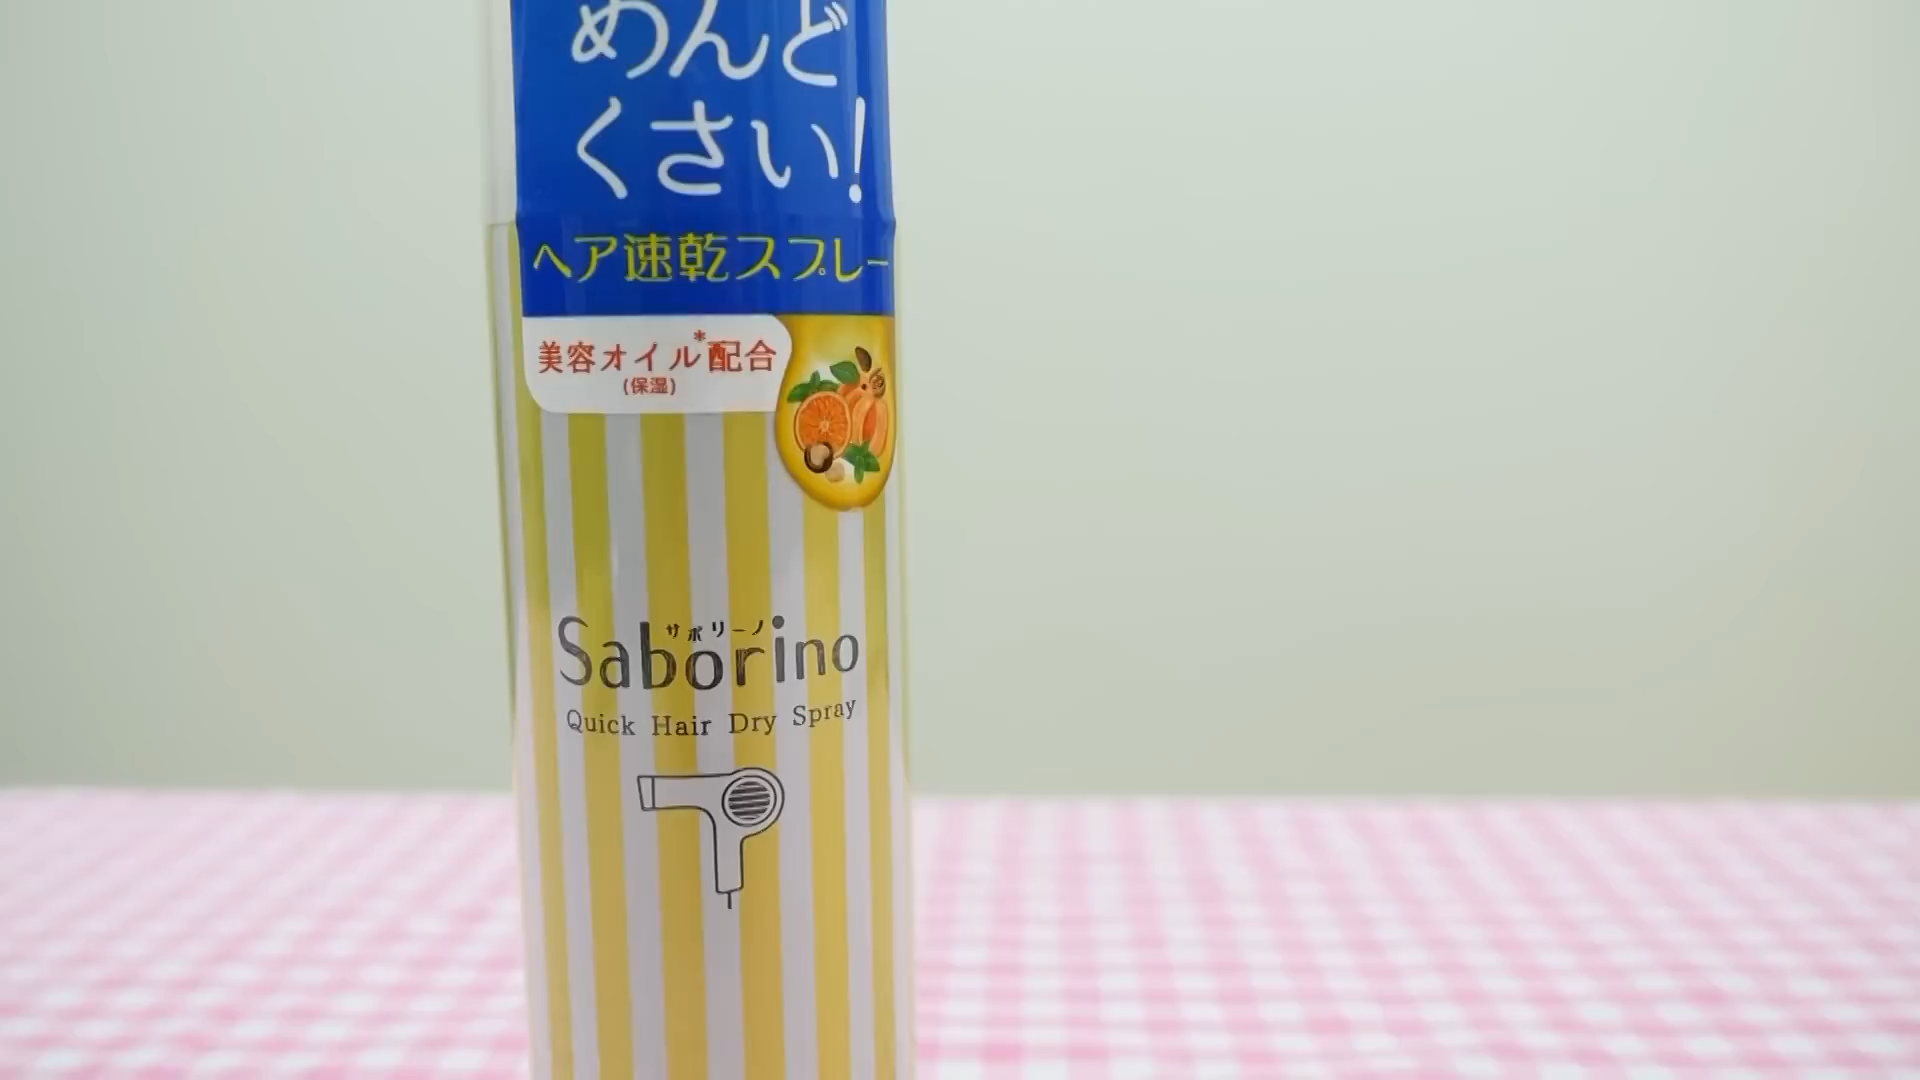 めんど
くさい!
ヘア速乾スプレー
美容オイル*配合
(保湿)
サボリーノ
Saborino
Quick Hair Dry Spray